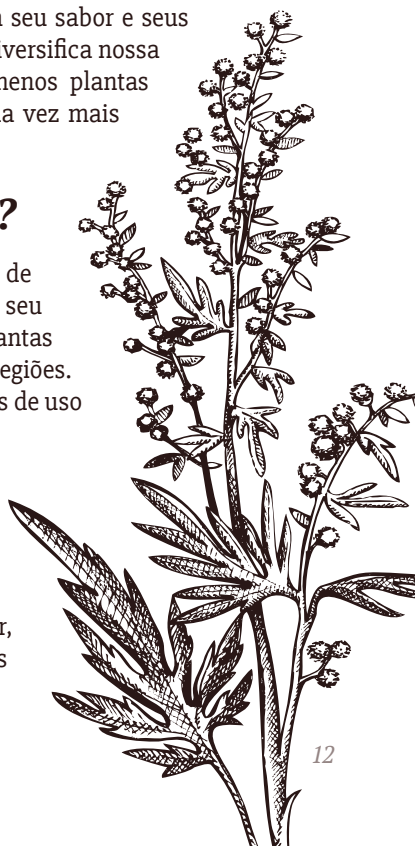 seu sabor e seus
iversifica nossa
menos plantas
a vez mais
?
de
seu
antas
egiões.
s de uso
r,
s
12